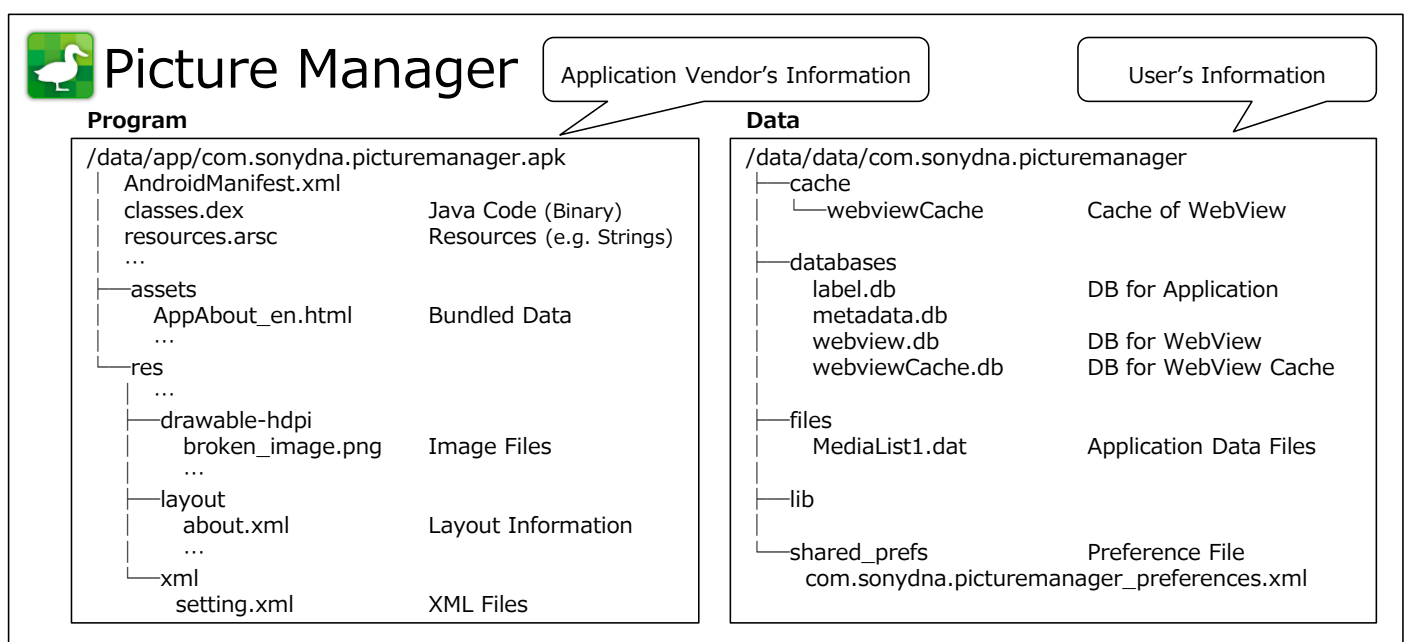 Picture Manager
Application Vendor's Information
User's Information
Program
/data/app/com.sonydna.picturemanager.apk
AndroidManifest.xml
classes.dex Java Code (Binary)
resources.arsc Resources (e.g. Strings)
…
assets
AppAbout_en.html Bundled Data
…
res
…
drawable-hdpi
broken_image.png Image Files
…
layout
about.xml Layout Information
…
xml
setting.xml XML Files
Data
/data/data/com.sonydna.picturemanager
cache
webviewCache Cache of WebView
databases
label.db DB for Application
metadata.db
webview.db DB for WebView
webviewCache.db DB for WebView Cache
files
MediaList1.dat Application Data Files
lib
shared_prefs Preference File
com.sonydna.picturemanager_preferences.xml